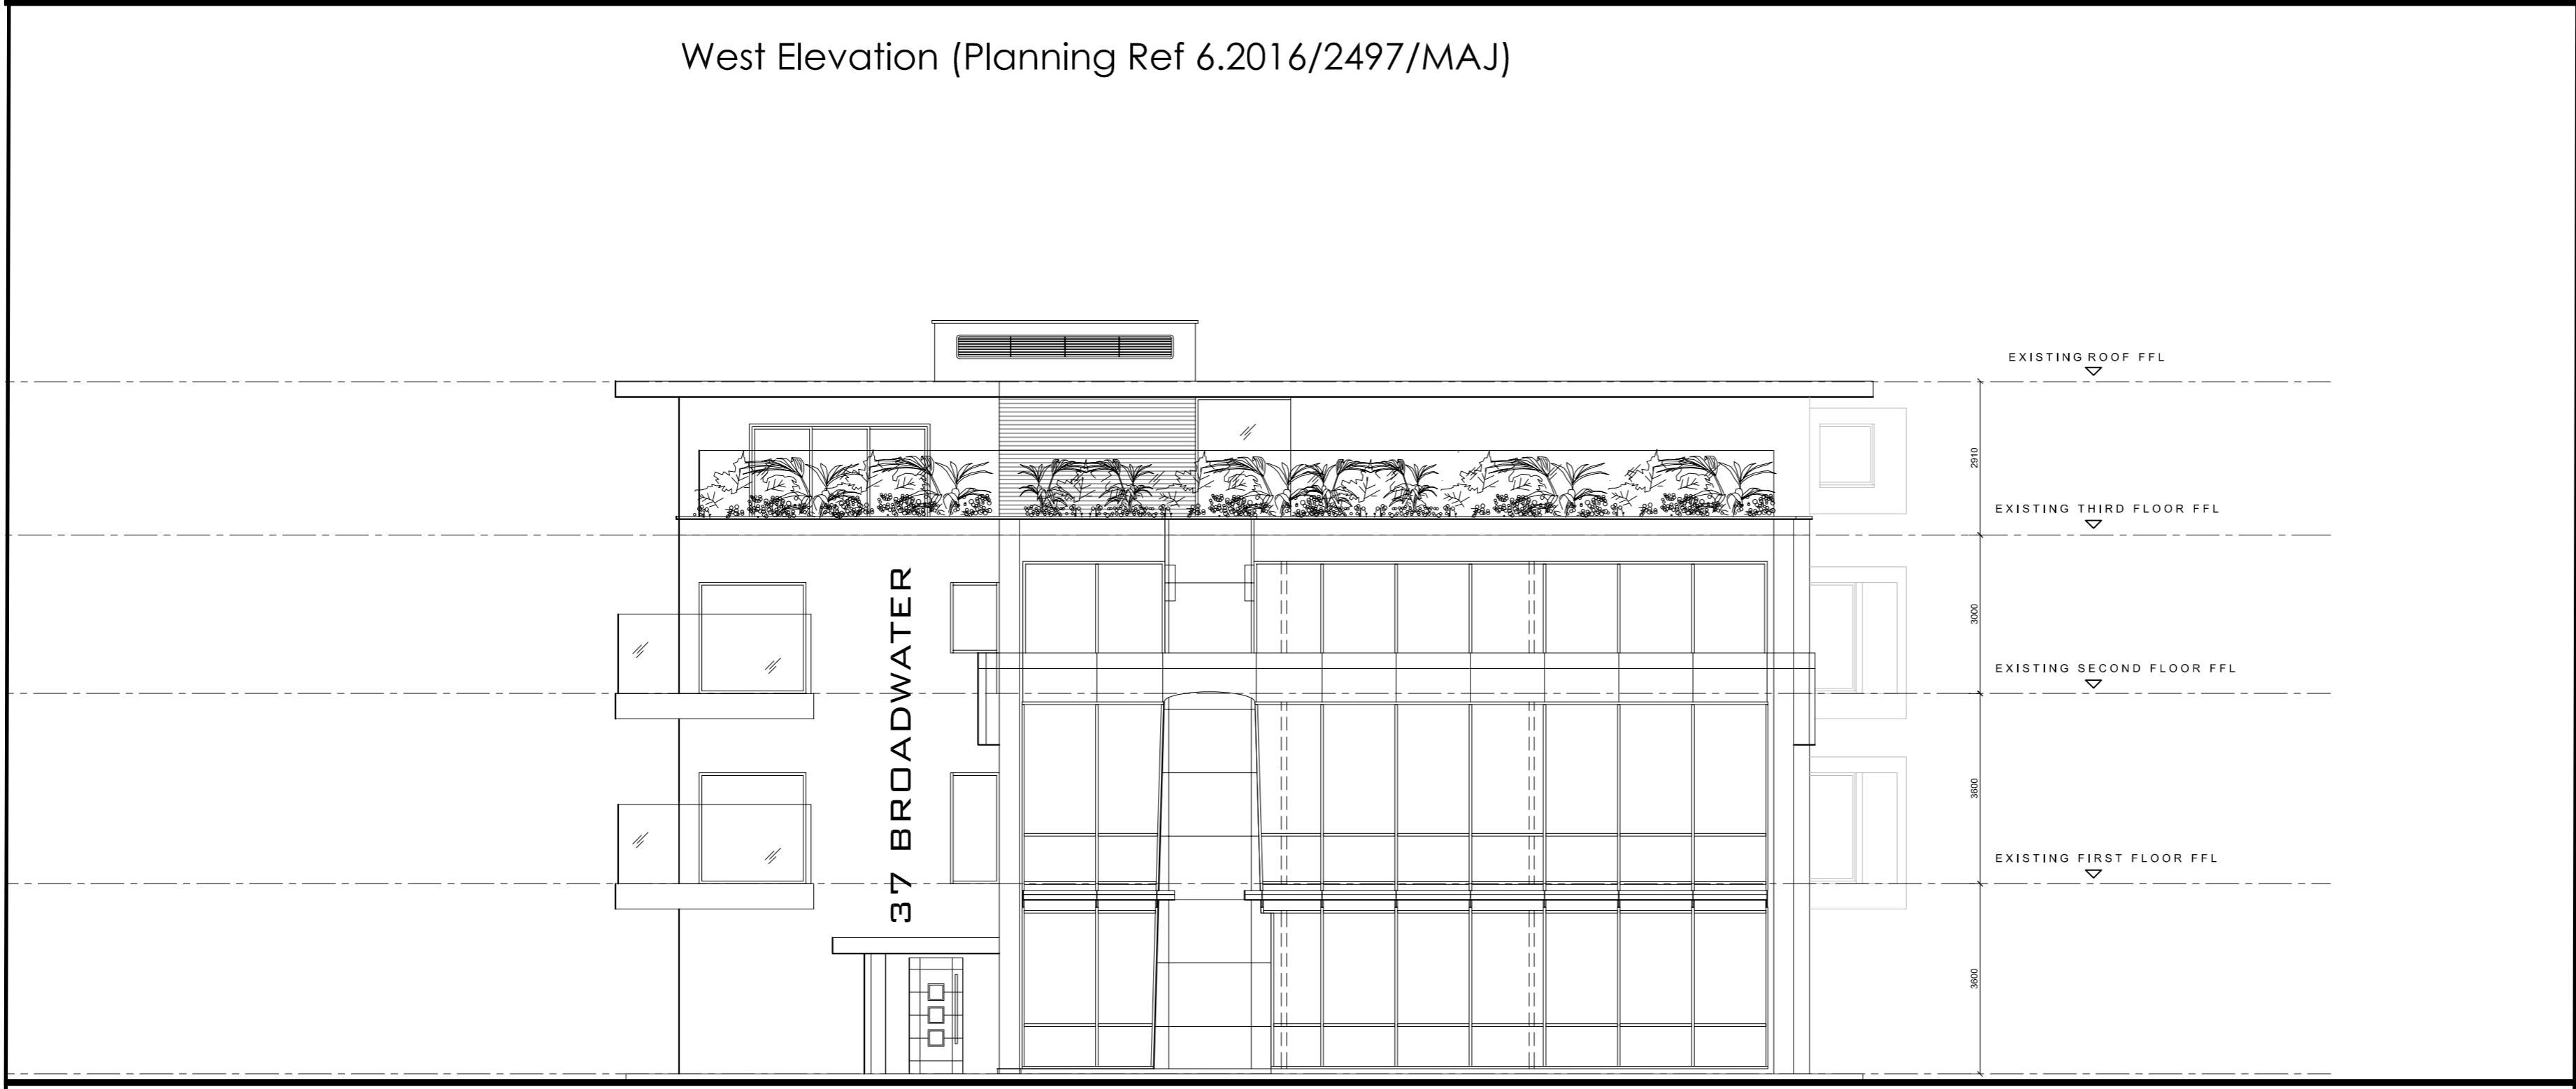 West Elevation (Planning Ref 6.2016/2497/MAJ)
EXISTING ROOF FFL
2910
EXISTING THIRD FLOOR FFL
3000
EXISTING SECOND FLOOR FFL
3600
EXISTING FIRST FLOOR FFL
3600
37 BROADWATER